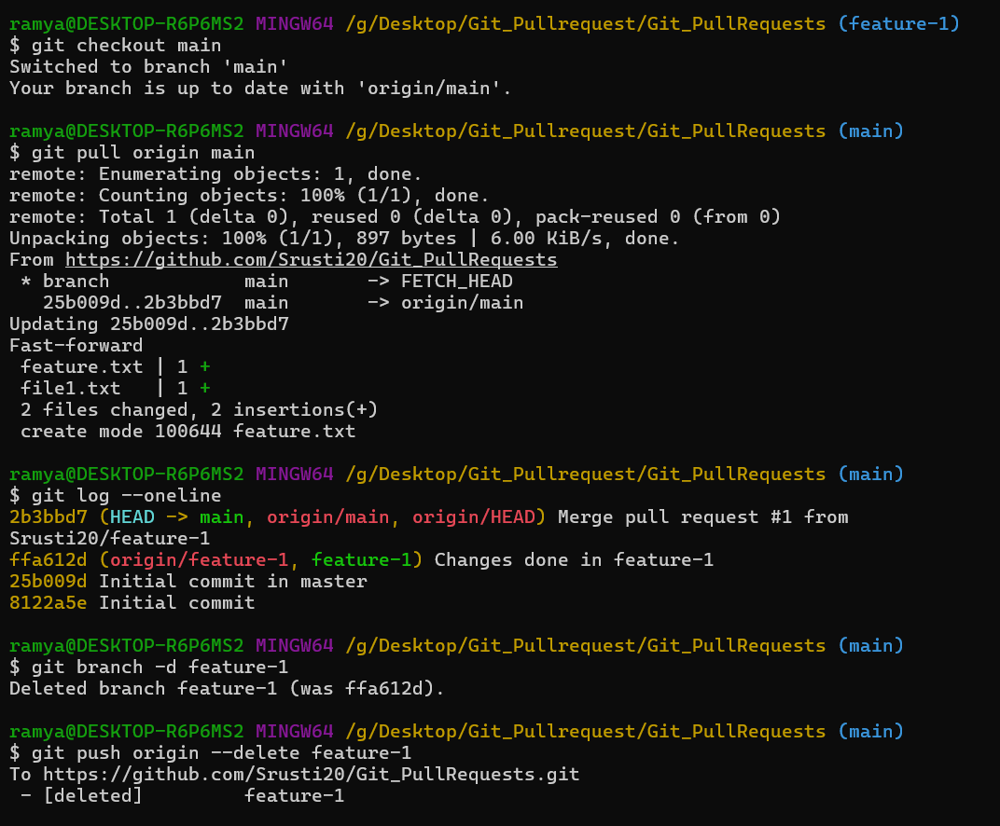 ramya@DESKTOP-R6P6MS2 MINGW64 /g/Desktop/Git_Pullrequest/Git_PullRequests (feature-1)
$ git checkout main
Switched to branch 'main'
Your branch is up to date with 'origin/main'.

ramya@DESKTOP-R6P6MS2 MINGW64 /g/Desktop/Git_Pullrequest/Git_PullRequests (main)
$ git pull origin main
remote: Enumerating objects: 1, done.
remote: Counting objects: 100% (1/1), done.
remote: Total 1 (delta 0), reused 0 (delta 0), pack-reused 0 (from 0)
Unpacking objects: 100% (1/1), 897 bytes | 6.00 KiB/s, done.
From https://github.com/Srusti20/Git_PullRequests
 * branch            main       -> FETCH_HEAD
   25b009d..2b3bbd7  main       -> origin/main
Updating 25b009d..2b3bbd7
Fast-forward
 feature.txt | 1 +
 file1.txt   | 1 +
 2 files changed, 2 insertions(+)
 create mode 100644 feature.txt

ramya@DESKTOP-R6P6MS2 MINGW64 /g/Desktop/Git_Pullrequest/Git_PullRequests (main)
$ git log --oneline
2b3bbd7 (HEAD -> main, origin/main, origin/HEAD) Merge pull request #1 from
Srusti20/feature-1
ffa612d (origin/feature-1, feature-1) Changes done in feature-1
25b009d Initial commit in master
8122a5e Initial commit

ramya@DESKTOP-R6P6MS2 MINGW64 /g/Desktop/Git_Pullrequest/Git_PullRequests (main)
$ git branch -d feature-1
Deleted branch feature-1 (was ffa612d).

ramya@DESKTOP-R6P6MS2 MINGW64 /g/Desktop/Git_Pullrequest/Git_PullRequests (main)
$ git push origin --delete feature-1
To https://github.com/Srusti20/Git_PullRequests.git
 - [deleted]         feature-1